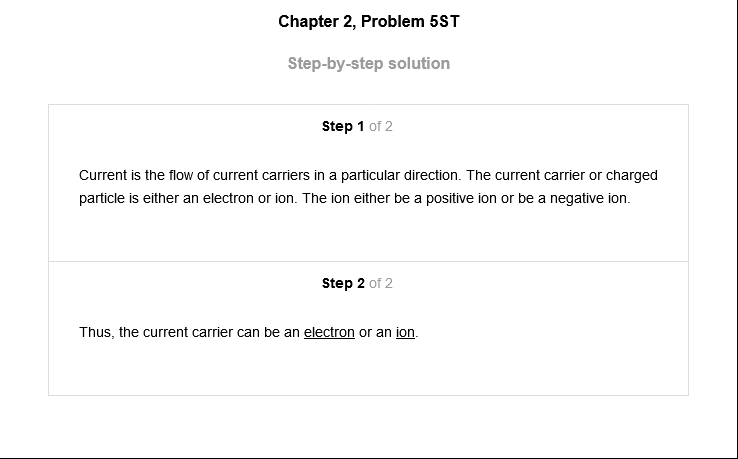 Chapter 2, Problem 5ST
Step-by-step solution
Step 1 of 2
Current is the flow of current carriers in a particular direction. The current carrier or charged
particle is either an electron or ion. The ion either be a positive ion or be a negative ion.
Step 2 of 2
Thus, the current carrier can be an electron or an ion.